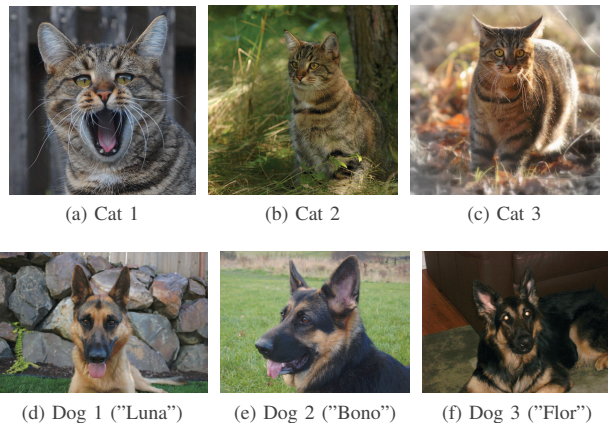 (a) Cat 1
(b) Cat 2
(c) Cat 3
(d) Dog 1 (”Luna”)
(e) Dog 2 (”Bono”)
(f) Dog 3 (”Flor”)